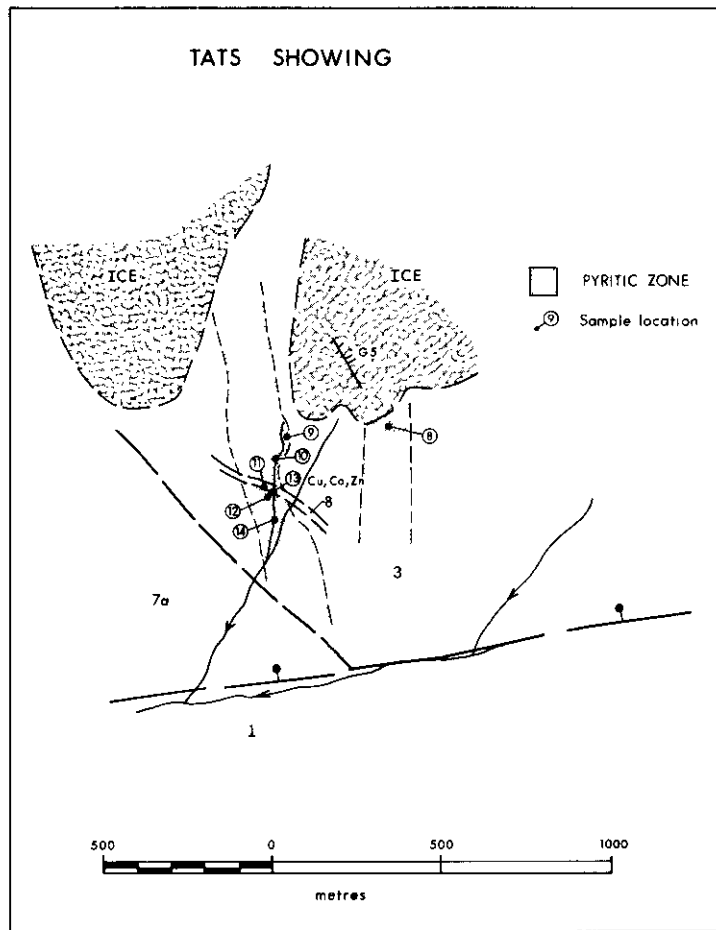 TATS SHOWING
ICE
ICE
PYRITIC ZONE
⑨ Sample location
G5
⑨
⑧
⑩
⑪
⑬ Cu, Co, Zn
⑫
8
⑭
3
7a
1
500 0 500 1000
metres